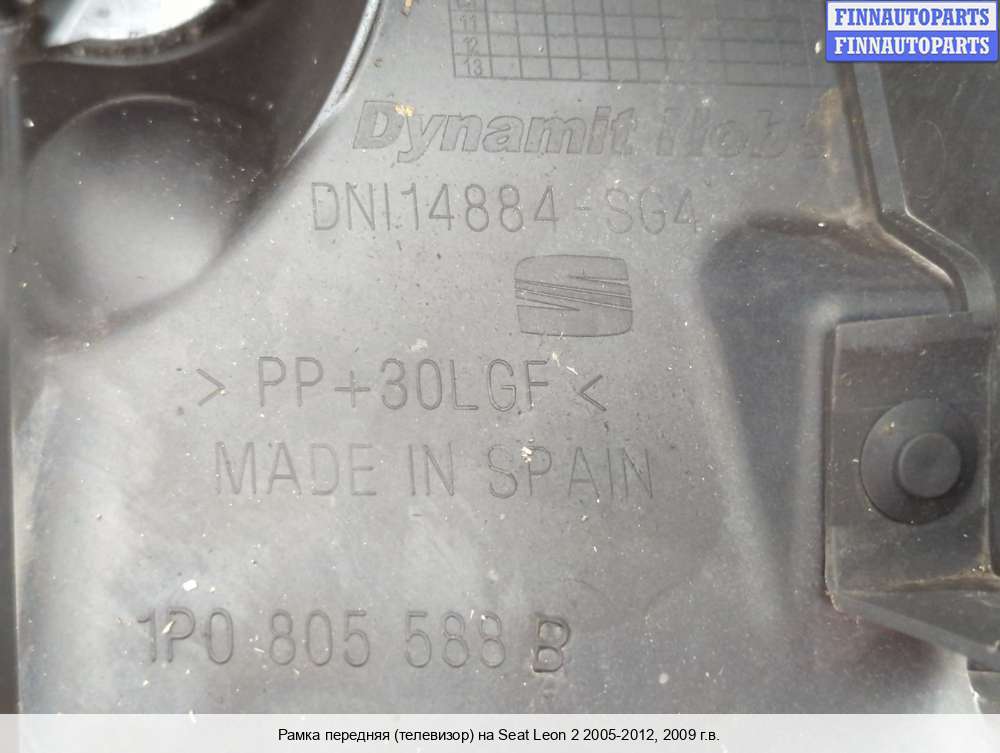 FINNAUTOPARTS
FINNAUTOPARTS
11
12
13
Dynamit
DNI14884-SG4
> PP+30LGF <
MADE IN SPAIN
1P0 805 588 B
Рамка передняя (телевизор) на Seat Leon 2 2005-2012, 2009 г.в.